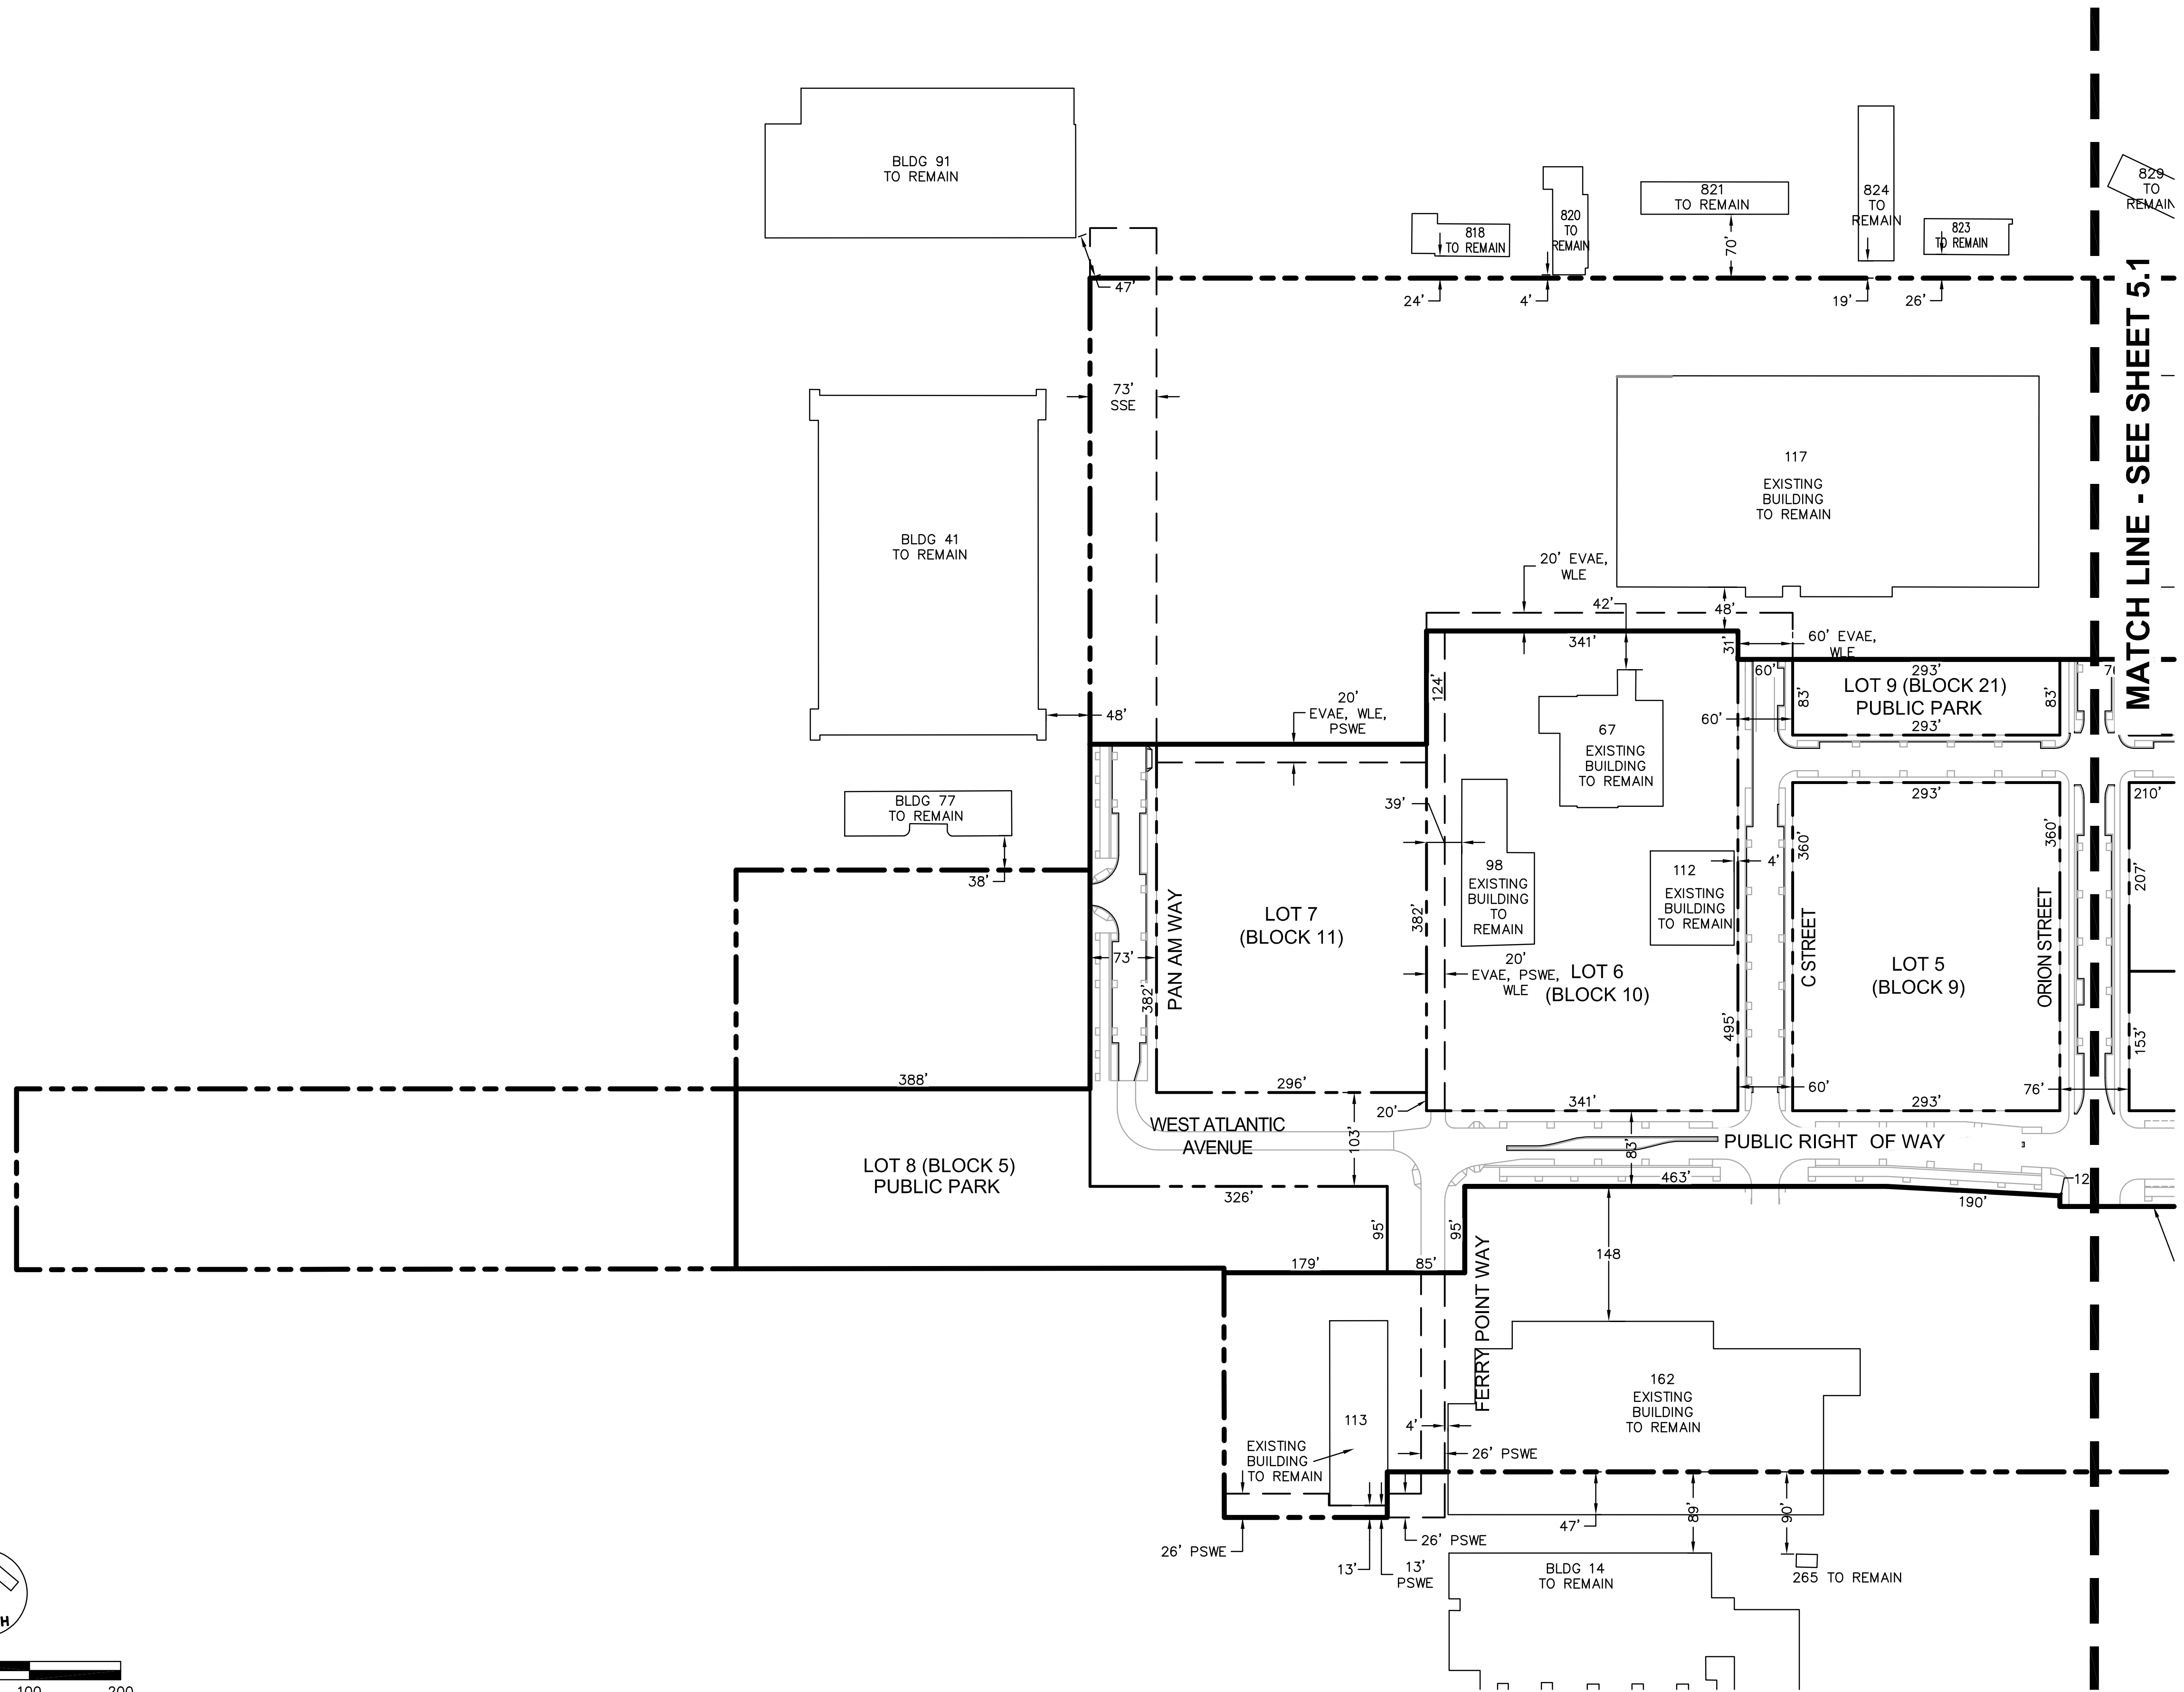 BLDG 91
TO REMAIN
818
TO REMAIN
820
TO
REMAIN
821
TO REMAIN
70'
824
TO
REMAIN
823
TO REMAIN
829
TO
REMAIN
47'
24'
4'
19'
26'
MATCH LINE - SEE SHEET 5.1
73'
SSE
BLDG 41
TO REMAIN
117
EXISTING
BUILDING
TO REMAIN
20' EVAE,
WLE
42'
48'
341'
31'
60' EVAE,
WLE
60'
293'
LOT 9 (BLOCK 21)
PUBLIC PARK
293'
83'
83'
60'
124'
48'
20'
EVAE, WLE,
PSWE
67
EXISTING
BUILDING
TO REMAIN
BLDG 77
TO REMAIN
38'
39'
98
EXISTING
BUILDING
TO
REMAIN
112
EXISTING
BUILDING
TO REMAIN
4'
293'
360'
360'
210'
207'
153'
LOT 7
(BLOCK 11)
382'
PAN AM WAY
73'
382'
20'
EVAE, PSWE,
WLE
LOT 6
(BLOCK 10)
495'
C STREET
LOT 5
(BLOCK 9)
ORION STREET
388'
296'
20'
341'
60'
293'
76'
WEST ATLANTIC
AVENUE
103'
83'
PUBLIC RIGHT OF WAY
LOT 8 (BLOCK 5)
PUBLIC PARK
326'
463'
190'
12
95'
95'
179'
85'
148
FERRY POINT WAY
162
EXISTING
BUILDING
TO REMAIN
113
EXISTING
BUILDING
TO REMAIN
4'
26' PSWE
47'
89'
90'
26' PSWE
13'
13'
PSWE
26' PSWE
BLDG 14
TO REMAIN
265 TO REMAIN
100
200